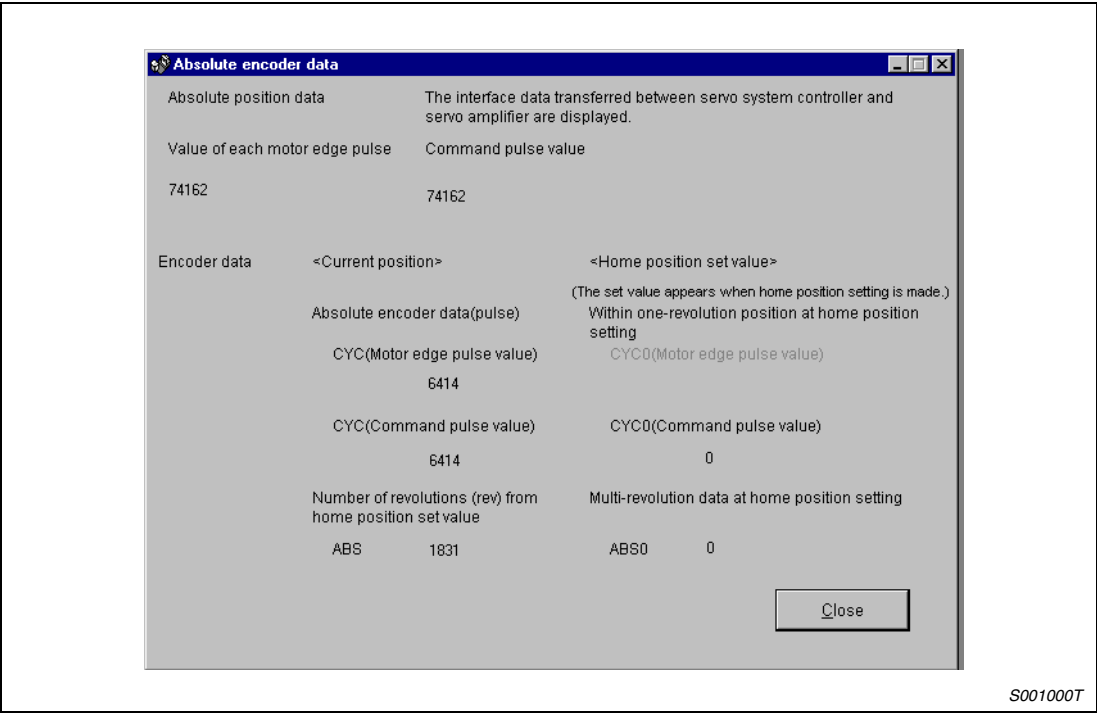 Absolute encoder data
Absolute position data
The interface data transferred between servo system controller and
servo amplifier are displayed.
Value of each motor edge pulse
Command pulse value
74162
74162
Encoder data
<Current position>
<Home position set value>
(The set value appears when home position setting is made.)
Absolute encoder data(pulse)
Within one-revolution position at home position
setting
CYC(Motor edge pulse value)
CYC0(Motor edge pulse value)
6414
CYC(Command pulse value)
CYC0(Command pulse value)
6414
0
Number of revolutions (rev) from
home position set value
Multi-revolution data at home position setting
ABS
1831
ABS0
0
Close
S001000T